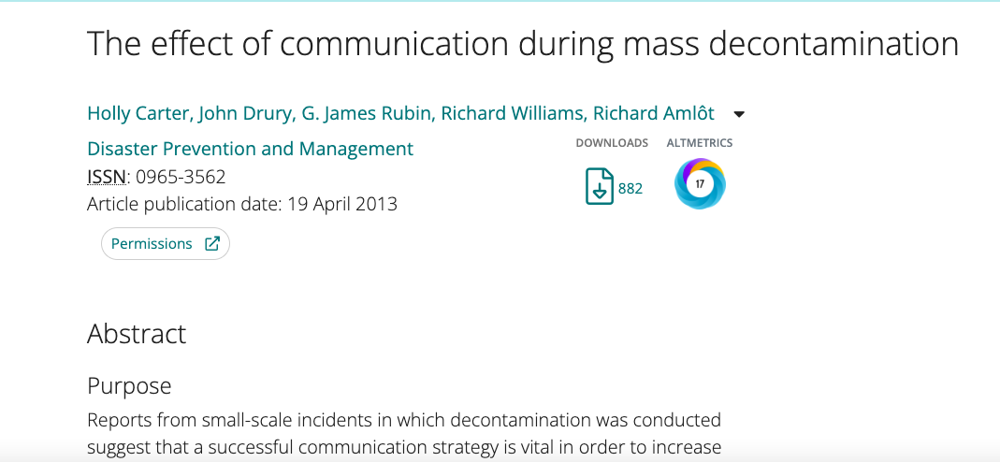 The effect of communication during mass decontamination
Holly Carter, John Drury, G. James Rubin, Richard Williams, Richard Amlôt
Disaster Prevention and Management
ISSN: 0965-3562
Article publication date: 19 April 2013
DOWNLOADS ALTMETRICS
882 17
Permissions
Abstract
Purpose
Reports from small-scale incidents in which decontamination was conducted
suggest that a successful communication strategy is vital in order to increase